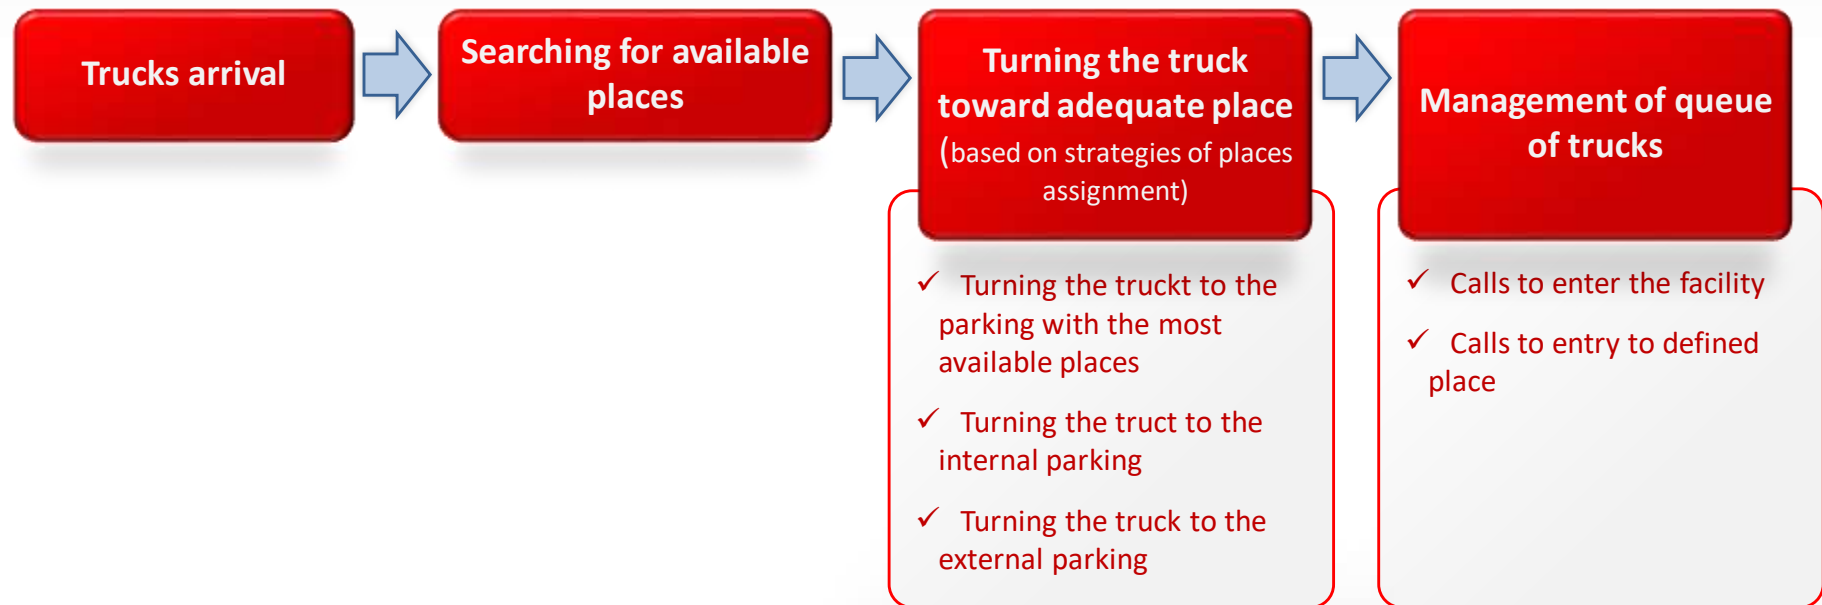 Trucks arrival
Searching for available
places
Turning the truck
toward adequate place
(based on strategies of places
assignment)
✓ Turning the truckt to the
parking with the most
available places
✓ Turning the truct to the
internal parking
✓ Turning the truck to the
external parking
Management of queue
of trucks
✓ Calls to enter the facility
✓ Calls to entry to defined
place